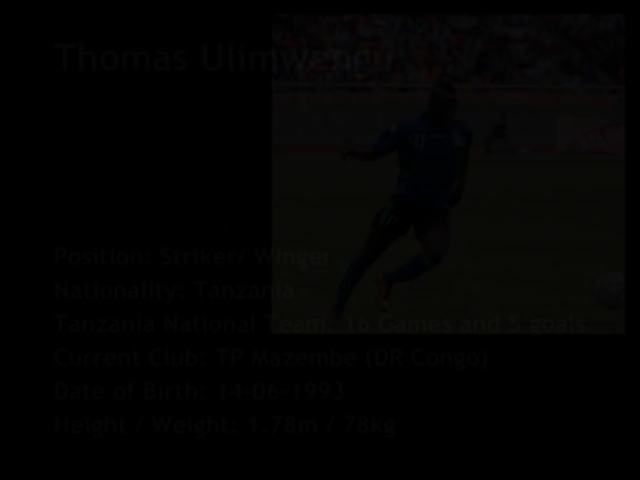 Thomas Ulimwengu
Position: Striker/ Winger
Nationality: Tanzania
Tanzania National Team: 16 Games and 5 goals
Current Club: TP Mazembe (DR Congo)
Date of Birth: 14-06-1993
Height / Weight: 1.78m / 78kg